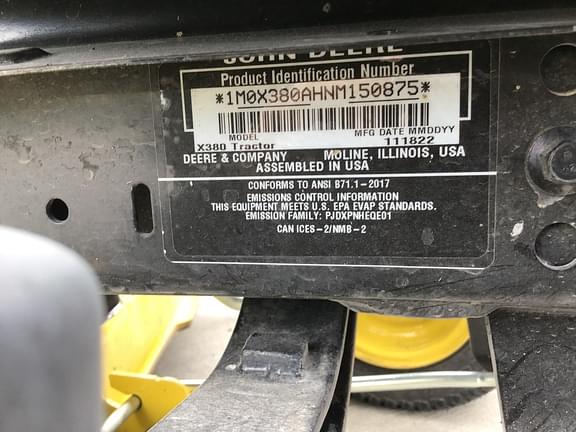 JOHN DEERE
Product Identification Number
*1M0X380AHNM150875*
MODEL MFG DATE MMDDYY
X380 Tractor 111822
DEERE & COMPANY MOLINE, ILLINOIS, USA
ASSEMBLED IN USA
CONFORMS TO ANSI B71.1-2017
EMISSIONS CONTROL INFORMATION
THIS EQUIPMENT MEETS U.S. EPA EVAP STANDARDS.
EMISSION FAMILY: PJDXPNHEQE01
CAN ICES-2/NMB-2